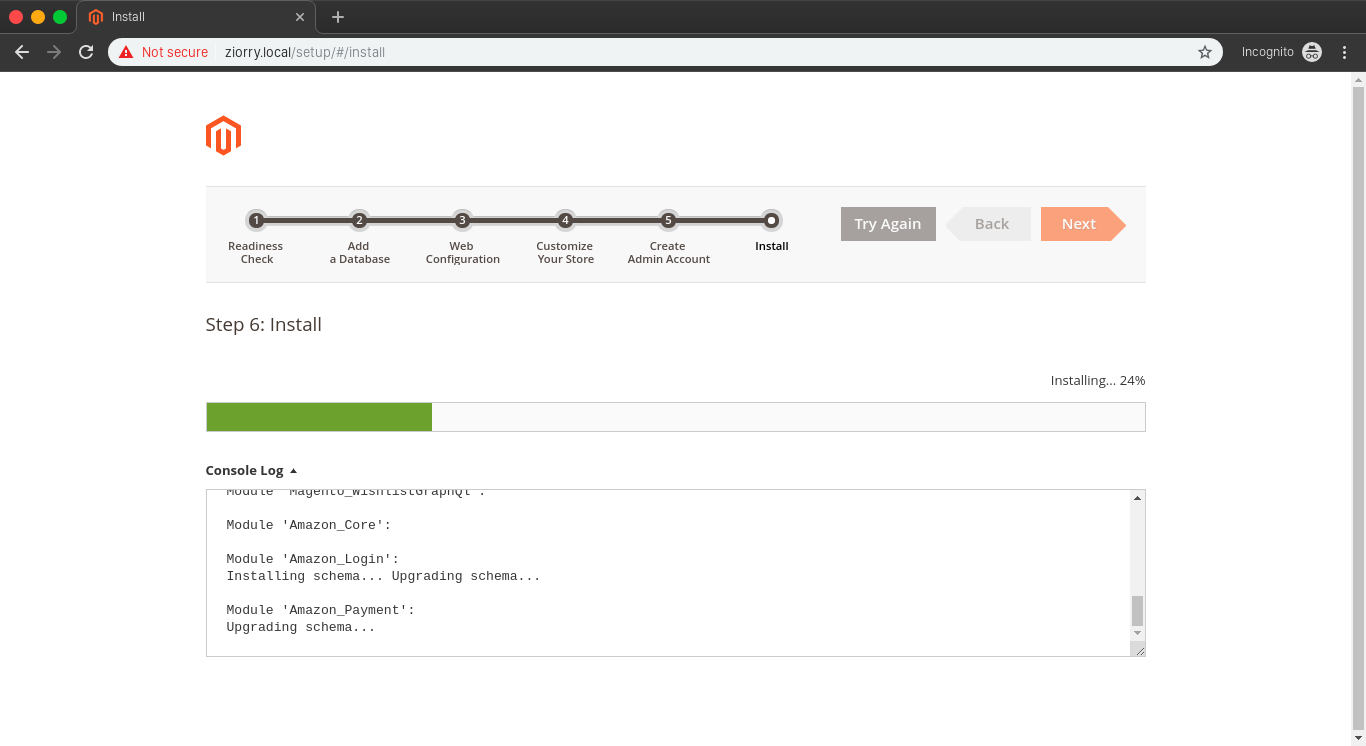 Install
Not secure
ziorry.local/setup/#/install
Incognito
1
2
3
4
5
Readiness
Check
Add
a Database
Web
Configuration
Customize
Your Store
Create
Admin Account
Install
Try Again
Back
Next
Step 6: Install
Installing... 24%
Console Log
Module 'Magento_WishlistGraphQl':
Module 'Amazon_Core':
Module 'Amazon_Login':
Installing schema... Upgrading schema...
Module 'Amazon_Payment':
Upgrading schema...